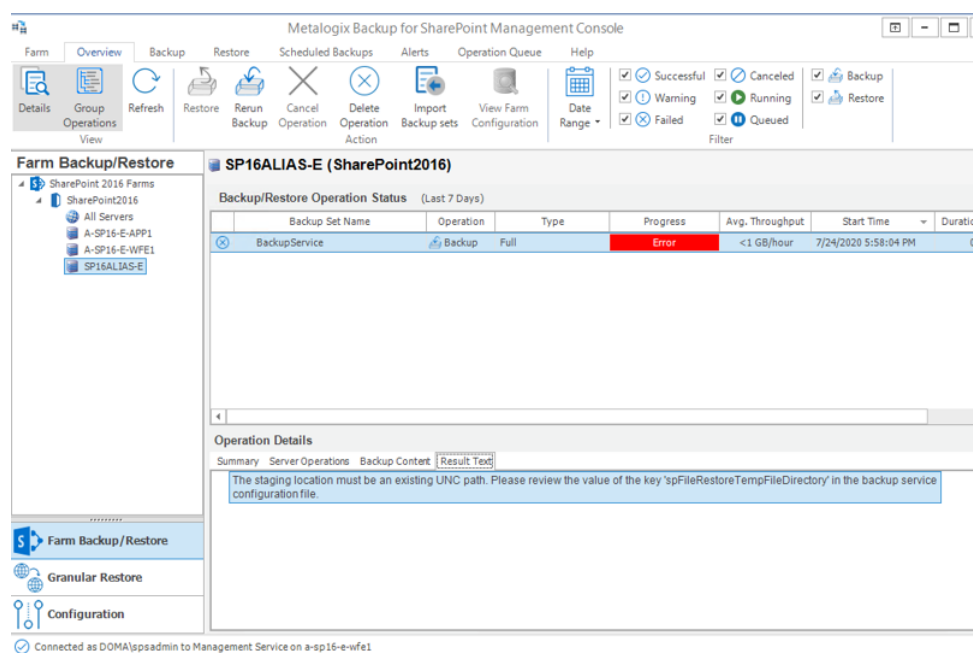 Metalogix Backup for SharePoint Management Console
Farm Overview Backup Restore Scheduled Backups Alerts Operation Queue Help
Details Group Operations Refresh Restore Rerun Backup Cancel Operation Delete Operation Import Backup sets View Farm Configuration Date Range
Successful Canceled Backup
Warning Running Restore
Failed Queued
View Action Filter
Farm Backup/Restore
SharePoint 2016 Farms
SharePoint2016
All Servers
A-SP16-E-APP1
A-SP16-E-WFE1
SP16ALIAS-E
SP16ALIAS-E (SharePoint2016)
Backup/Restore Operation Status (Last 7 Days)
Backup Set Name Operation Type Progress Avg. Throughput Start Time Duratio
BackupService Backup Full Error <1 GB/hour 7/24/2020 5:58:04 PM
Operation Details
Summary Server Operations Backup Content Result Text
The staging location must be an existing UNC path. Please review the value of the key 'spFileRestoreTempFileDirectory' in the backup service
configuration file.
Farm Backup/Restore
Granular Restore
Configuration
Connected as DOMA\spsadmin to Management Service on a-sp16-e-wfe1